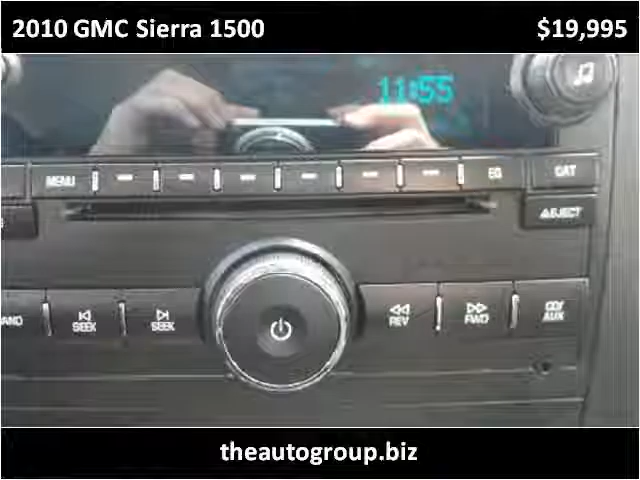 2010 GMC Sierra 1500 $19,995
11:55
MENU EQ CAT
EJECT
SEEK SEEK REV FWD CD/
AUX
theautogroup.biz